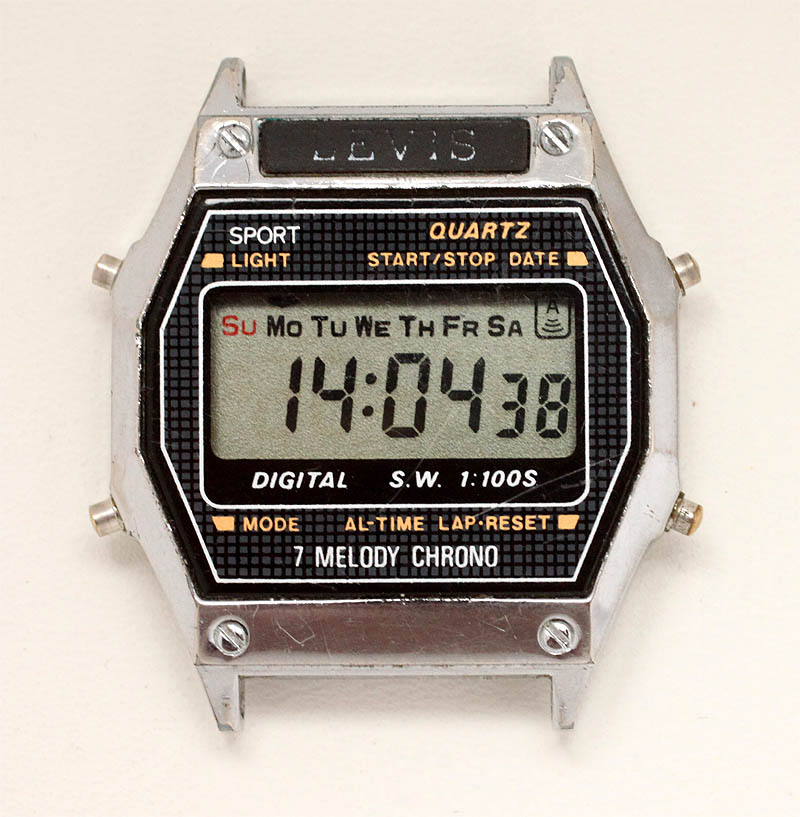 LEVIS
SPORT QUARTZ
LIGHT START/STOP DATE
SU MO TU WE TH FR SA A
14:04 38
DIGITAL S.W. 1:100S
MODE AL-TIME LAP·RESET
7 MELODY CHRONO